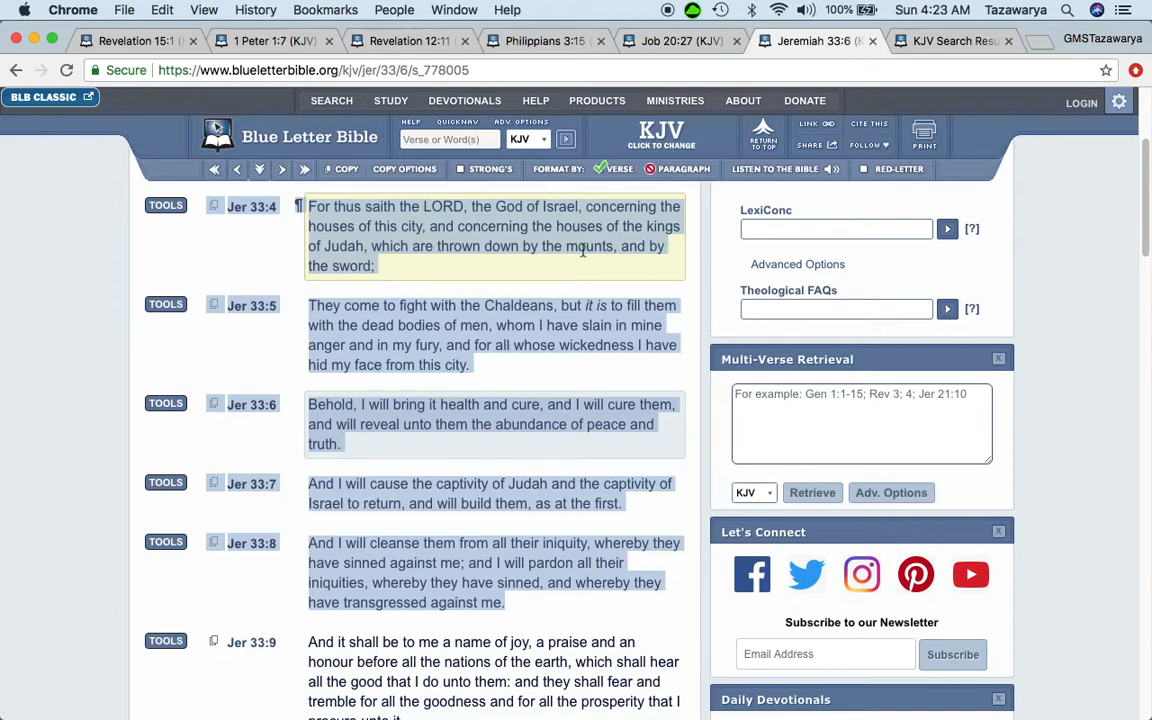 Chrome File Edit View History Bookmarks People Window Help 100% Sun 4:23 AM Tazawarya
Revelation 15:1 ( 1 Peter 1:7 (KJV) Revelation 12:11 ( Philippians 3:15 ( Job 20:27 (KJV) Jeremiah 33:6 (K KJV Search Resu GMSTazawarya
Secure https://www.blueletterbible.org/kjv/jer/33/6/s_778005
BLB CLASSIC SEARCH STUDY DEVOTIONALS HELP PRODUCTS MINISTRIES ABOUT DONATE LOGIN
HELP QUICKNAV ADV. OPTIONS
Blue Letter Bible Verse or Word(s) KJV KJV CLICK TO CHANGE RETURN TO TOP LINK CITE THIS SHARE FOLLOW PRINT
COPY COPY OPTIONS STRONG'S FORMAT BY: VERSE PARAGRAPH LISTEN TO THE BIBLE RED-LETTER
TOOLS Jer 33:4 ¶ For thus saith the LORD, the God of Israel, concerning the
houses of this city, and concerning the houses of the kings
of Judah, which are thrown down by the mounts, and by
the sword;
TOOLS Jer 33:5 They come to fight with the Chaldeans, but it is to fill them
with the dead bodies of men, whom I have slain in mine
anger and in my fury, and for all whose wickedness I have
hid my face from this city.
TOOLS Jer 33:6 Behold, I will bring it health and cure, and I will cure them,
and will reveal unto them the abundance of peace and
truth.
TOOLS Jer 33:7 And I will cause the captivity of Judah and the captivity of
Israel to return, and will build them, as at the first.
TOOLS Jer 33:8 And I will cleanse them from all their iniquity, whereby they
have sinned against me; and I will pardon all their
iniquities, whereby they have sinned, and whereby they
have transgressed against me.
TOOLS Jer 33:9 And it shall be to me a name of joy, a praise and an
honour before all the nations of the earth, which shall hear
all the good that I do unto them: and they shall fear and
tremble for all the goodness and for all the prosperity that I
procure unto it.
LexiConc
[?]
Advanced Options
Theological FAQs
[?]
Multi-Verse Retrieval
For example: Gen 1:1-15; Rev 3; 4; Jer 21:10
KJV Retrieve Adv. Options
Let's Connect
Subscribe to our Newsletter
Email Address Subscribe
Daily Devotionals